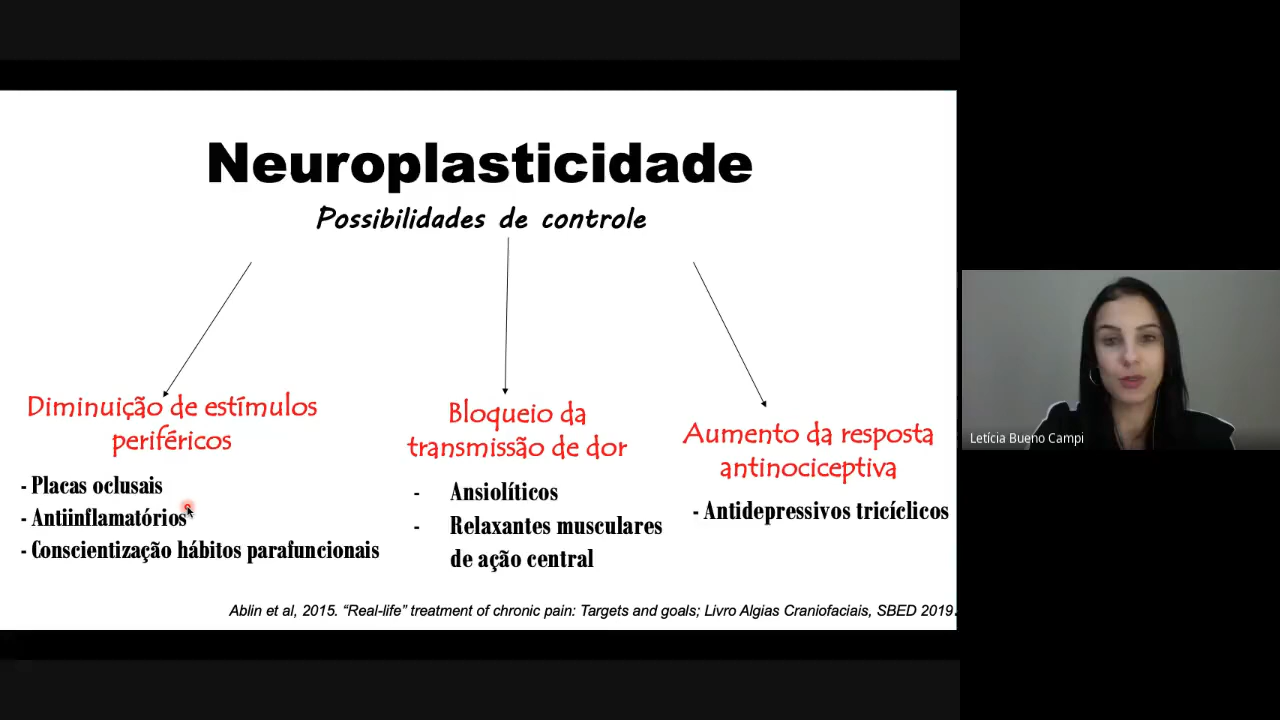 Neuroplasticidade
Possibilidades de controle
Diminuição de estímulos
periféricos
- Placas oclusais
- Antiinflamatórios
- Conscientização hábitos parafuncionais
Bloqueio da
transmissão de dor
- Ansiolíticos
- Relaxantes musculares
de ação central
Aumento da resposta
antinociceptiva
- Antidepressivos tricíclicos
Ablin et al, 2015. “Real-life” treatment of chronic pain: Targets and goals; Livro Algias Craniofaciais, SBED 2019.
Letícia Bueno Campi